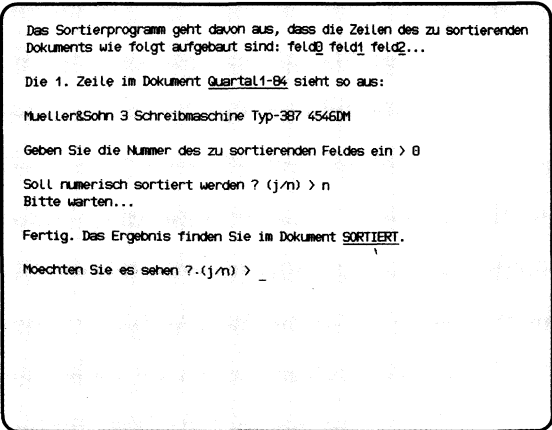 Das Sortierprogramm geht davon aus, dass die Zeilen des zu sortierenden
Dokuments wie folgt aufgebaut sind: feld0 feld1 feld2...
Die 1. Zeile im Dokument Quartal1-84 sieht so aus:
Mueller&Sohn 3 Schreibmaschine Typ-387 4546DM
Geben Sie die Nummer des zu sortierenden Feldes ein > 0
Soll numerisch sortiert werden ? (j/n) > n
Bitte warten...
Fertig. Das Ergebnis finden Sie im Dokument SORTIERT.
Moechten Sie es sehen ?.(j/n) > _